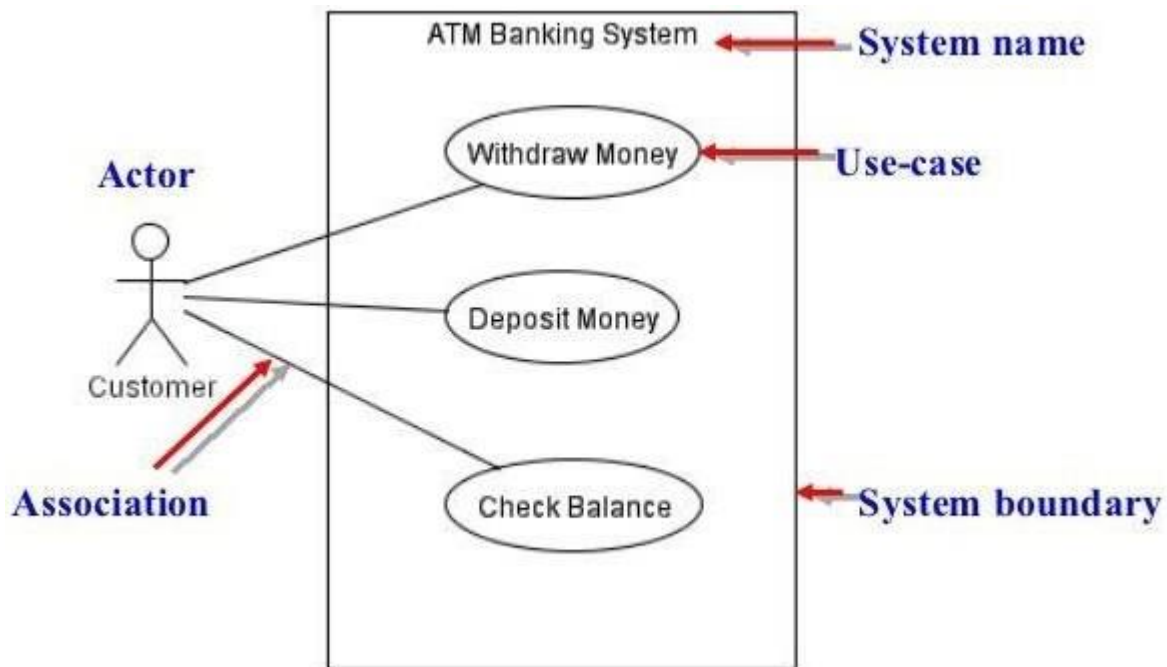 ATM Banking System
System name
Withdraw Money
Use-case
Actor
Deposit Money
Customer
Association
Check Balance
System boundary